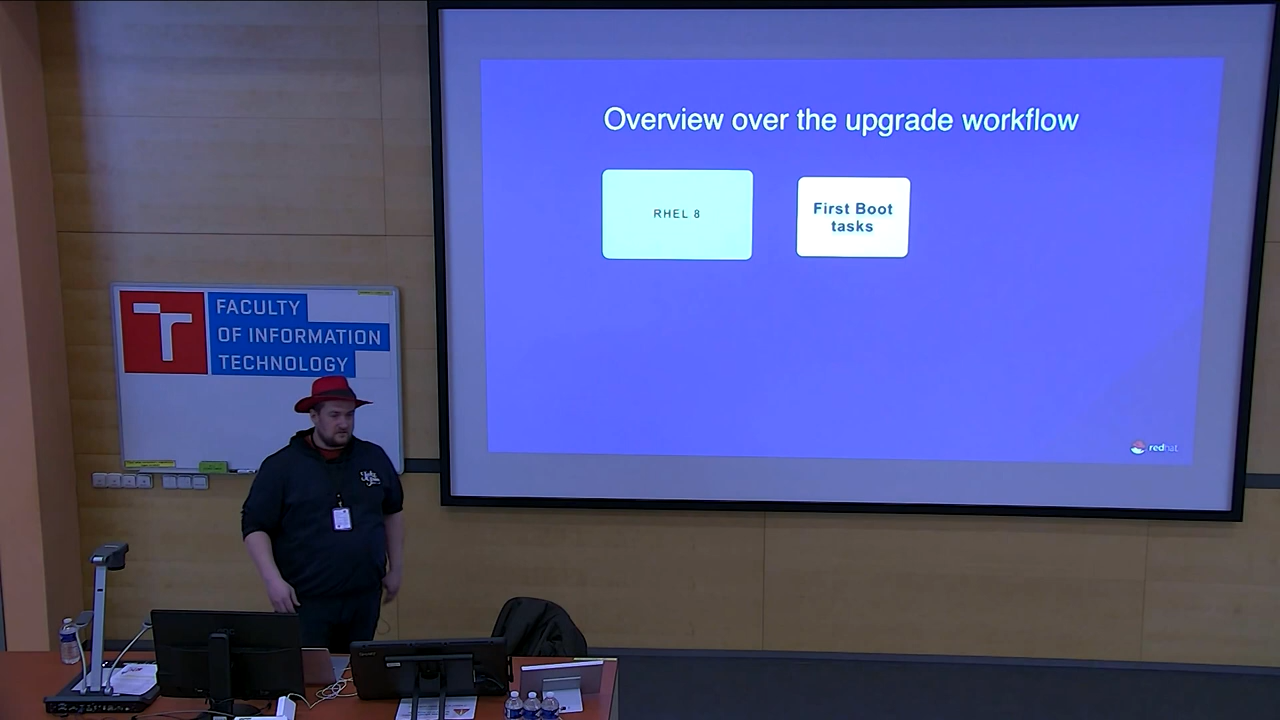 Overview over the upgrade workflow
RHEL 8
First Boot
tasks
redhat
FACULTY
OF INFORMATION
TECHNOLOGY